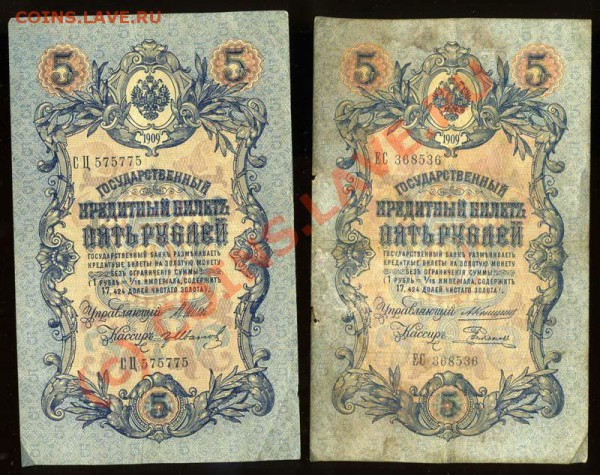 COINS.LAVE.РУ
5 5
1909
СЦ 575775
ГОСУДАРСТВЕННЫЙ
КРЕДИТНЫЙ БИЛЕТЪ
ПЯТЬ РУБЛЕЙ
ГОСУДАРСТВЕННЫЙ БАНКЪ РАЗМѢНИВАЕТЪ
КРЕДИТНЫЕ БИЛЕТЫ НА ЗОЛОТУЮ МОНЕТУ
БЕЗЪ ОГРАНИЧЕНІЯ СУММЫ
(1 РУБЛЬ = 1/15 ИМПЕРІАЛА, СОДЕРЖИТЪ
17,424 ДОЛЕЙ ЧИСТАГО ЗОЛОТА).
Управляющій
Кассиръ
СЦ 575775
5
5 5
1909
ЕС 368536
ГОСУДАРСТВЕННЫЙ
КРЕДИТНЫЙ БИЛЕТЪ
ПЯТЬ РУБЛЕЙ
ГОСУДАРСТВЕННЫЙ БАНКЪ РАЗМѢНИВАЕТЪ
КРЕДИТНЫЕ БИЛЕТЫ НА ЗОЛОТУЮ МОНЕТУ
БЕЗЪ ОГРАНИЧЕНІЯ СУММЫ
(1 РУБЛЬ = 1/15 ИМПЕРІАЛА, СОДЕРЖИТЪ
17,424 ДОЛЕЙ ЧИСТАГО ЗОЛОТА).
Управляющій
Кассиръ
ЕС 368536
5
(c) COINS.LAVE.RU